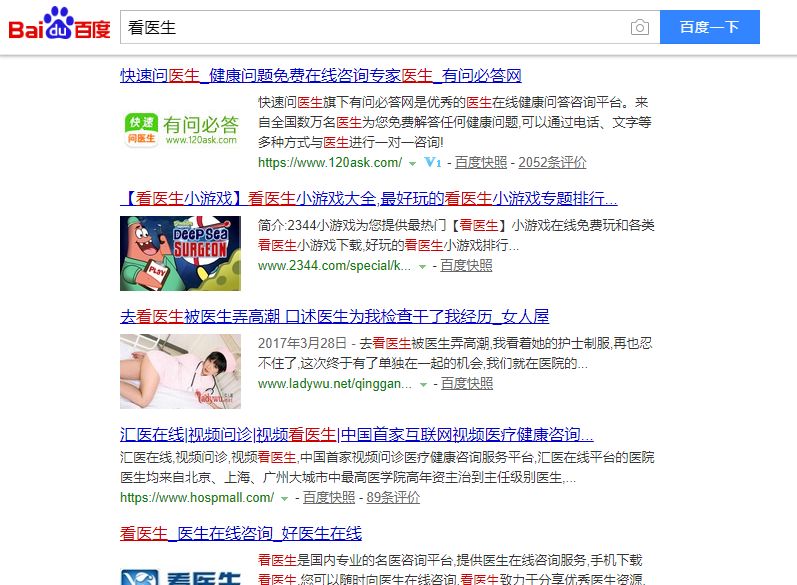 Bai du 百度 看医生 百度一下
快速问医生_健康问题免费在线咨询专家医生_有问必答网
快速问医生旗下有问必答网是优秀的医生在线健康问答咨询平台。来
快速 问医生 有问必答 www.120ask.com
自全国数万名医生为您免费解答任何健康问题,可以通过电话、文字等
多种方式与医生进行一对一咨询!
https://www.120ask.com/ V1 - 百度快照 - 2052条评价
【看医生小游戏】看医生小游戏大全,最好玩的看医生小游戏专题排行...
DEEPSEA SURGEON PLAY
简介:2344小游戏为您提供最热门【看医生】小游戏在线免费玩和各类
看医生小游戏下载,好玩的看医生小游戏排行...
www.2344.com/special/k... - 百度快照
去看医生被医生弄高潮 口述医生为我检查干了我经历_女人屋
2017年3月28日 - 去看医生被医生弄高潮,我看着她的护士制服,再也忍
不住了,这次终于有了单独在一起的机会,我们就在医院的...
ladywu.net
www.ladywu.net/qinggan... - 百度快照
汇医在线|视频问诊|视频看医生|中国首家互联网视频医疗健康咨询...
汇医在线,视频问诊,视频看医生,中国首家视频问诊医疗健康咨询服务平台,汇医在线平台的医院
医生均来自北京、上海、广州大城市中最高医学院高年资主治到主任级别医生,...
https://www.hospmall.com/ - 百度快照 - 89条评价
看医生_医生在线咨询_好医生在线
看医生是国内专业的名医咨询平台,提供医生在线咨询服务,手机下载
看医生
看医生,您可以随时向医生在线咨询,看医生致力于分享优秀医生资源,